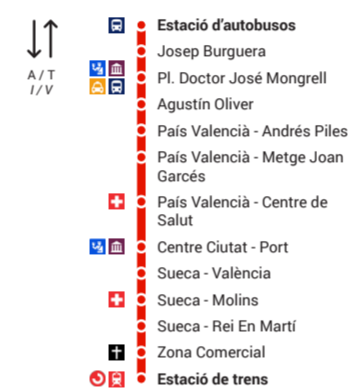 A / T
I / V
Estació d'autobusos
Josep Burguera
Pl. Doctor José Mongrell
Agustín Oliver
País Valencià - Andrés Piles
País Valencià - Metge Joan
Garcés
País Valencià - Centre de
Salut
Centre Ciutat - Port
Sueca - València
Sueca - Molins
Sueca - Rei En Martí
Zona Comercial
Estació de trens